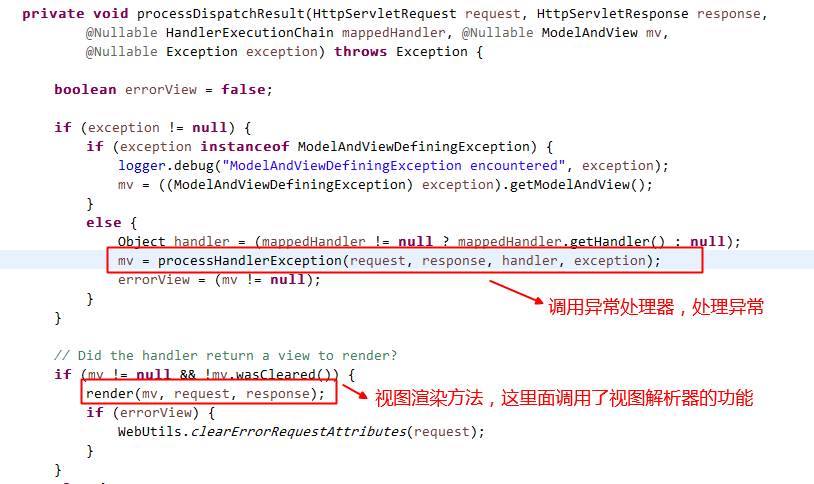 private void processDispatchResult(HttpServletRequest request, HttpServletResponse response,
@Nullable HandlerExecutionChain mappedHandler, @Nullable ModelAndView mv,
@Nullable Exception exception) throws Exception {
boolean errorView = false;
if (exception != null) {
if (exception instanceof ModelAndViewDefiningException) {
logger.debug("ModelAndViewDefiningException encountered", exception);
mv = ((ModelAndViewDefiningException) exception).getModelAndView();
}
else {
Object handler = (mappedHandler != null ? mappedHandler.getHandler() : null);
mv = processHandlerException(request, response, handler, exception);
errorView = (mv != null);
}
调用异常处理器，处理异常
}
// Did the handler return a view to render?
if (mv != null && !mv.wasCleared()) {
render(mv, request, response);
视图渲染方法，这里面调用了视图解析器的功能
if (errorView) {
WebUtils.clearErrorRequestAttributes(request);
}
}